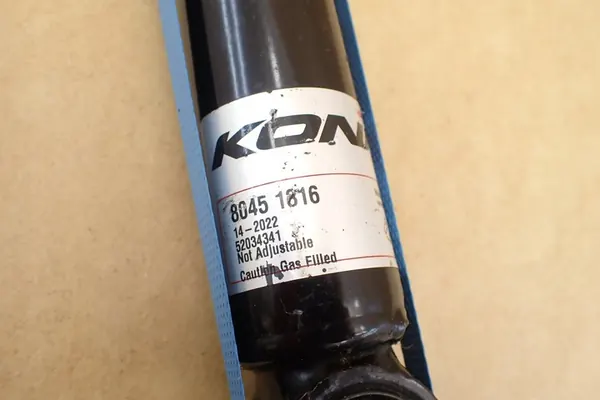 KONI
8045 1816
14-2022
52034341
Not Adjustable
Caution Gas Filled